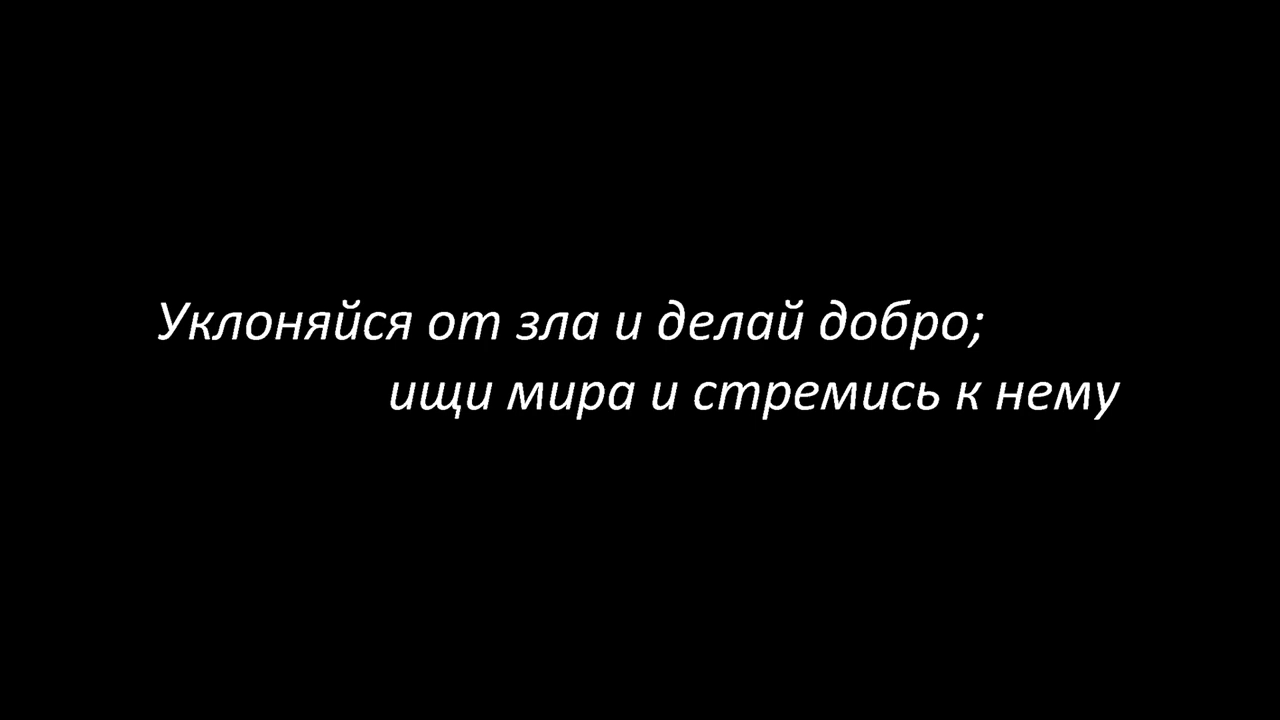 Уклоняйся от зла и делай добро;
ищи мира и стремись к нему